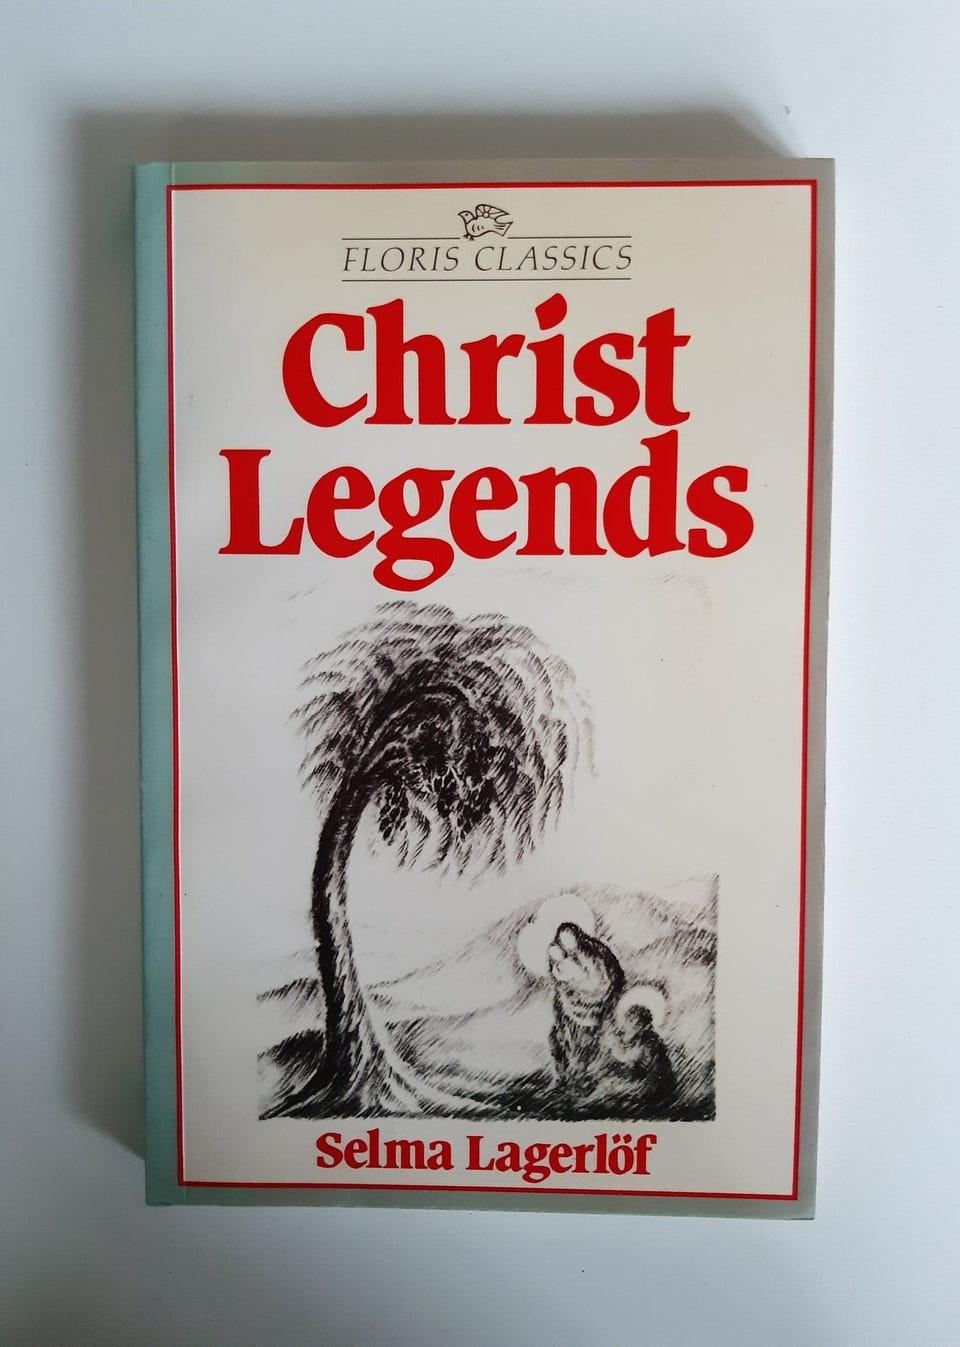 FLORIS CLASSICS
Christ
Legends
Selma Lagerlöf